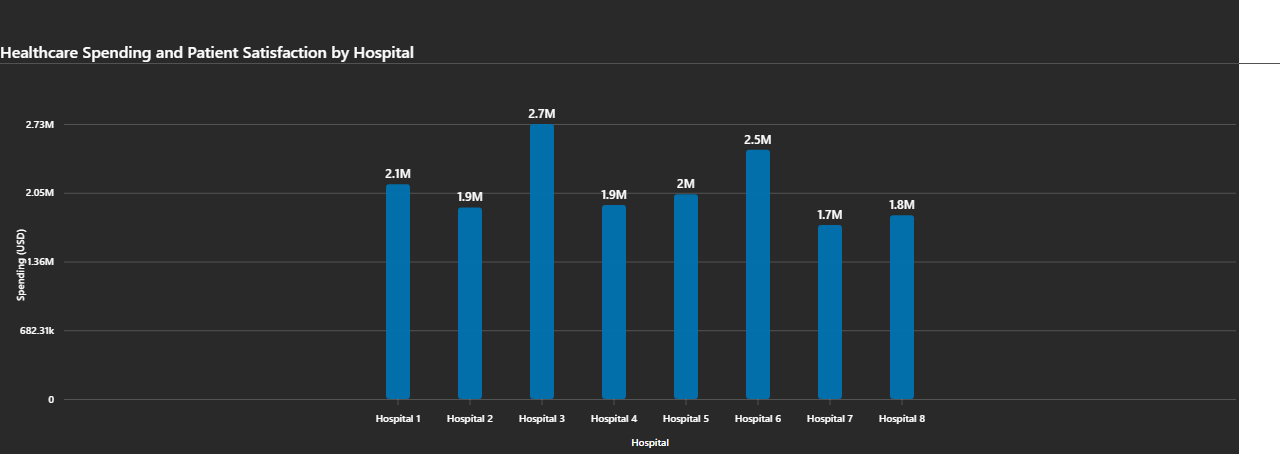 Healthcare Spending and Patient Satisfaction by Hospital
2.73M
2.05M
1.36M
682.31k
0
Spending (USD)
2.1M
1.9M
2.7M
1.9M
2M
2.5M
1.7M
1.8M
Hospital 1
Hospital 2
Hospital 3
Hospital 4
Hospital 5
Hospital 6
Hospital 7
Hospital 8
Hospital